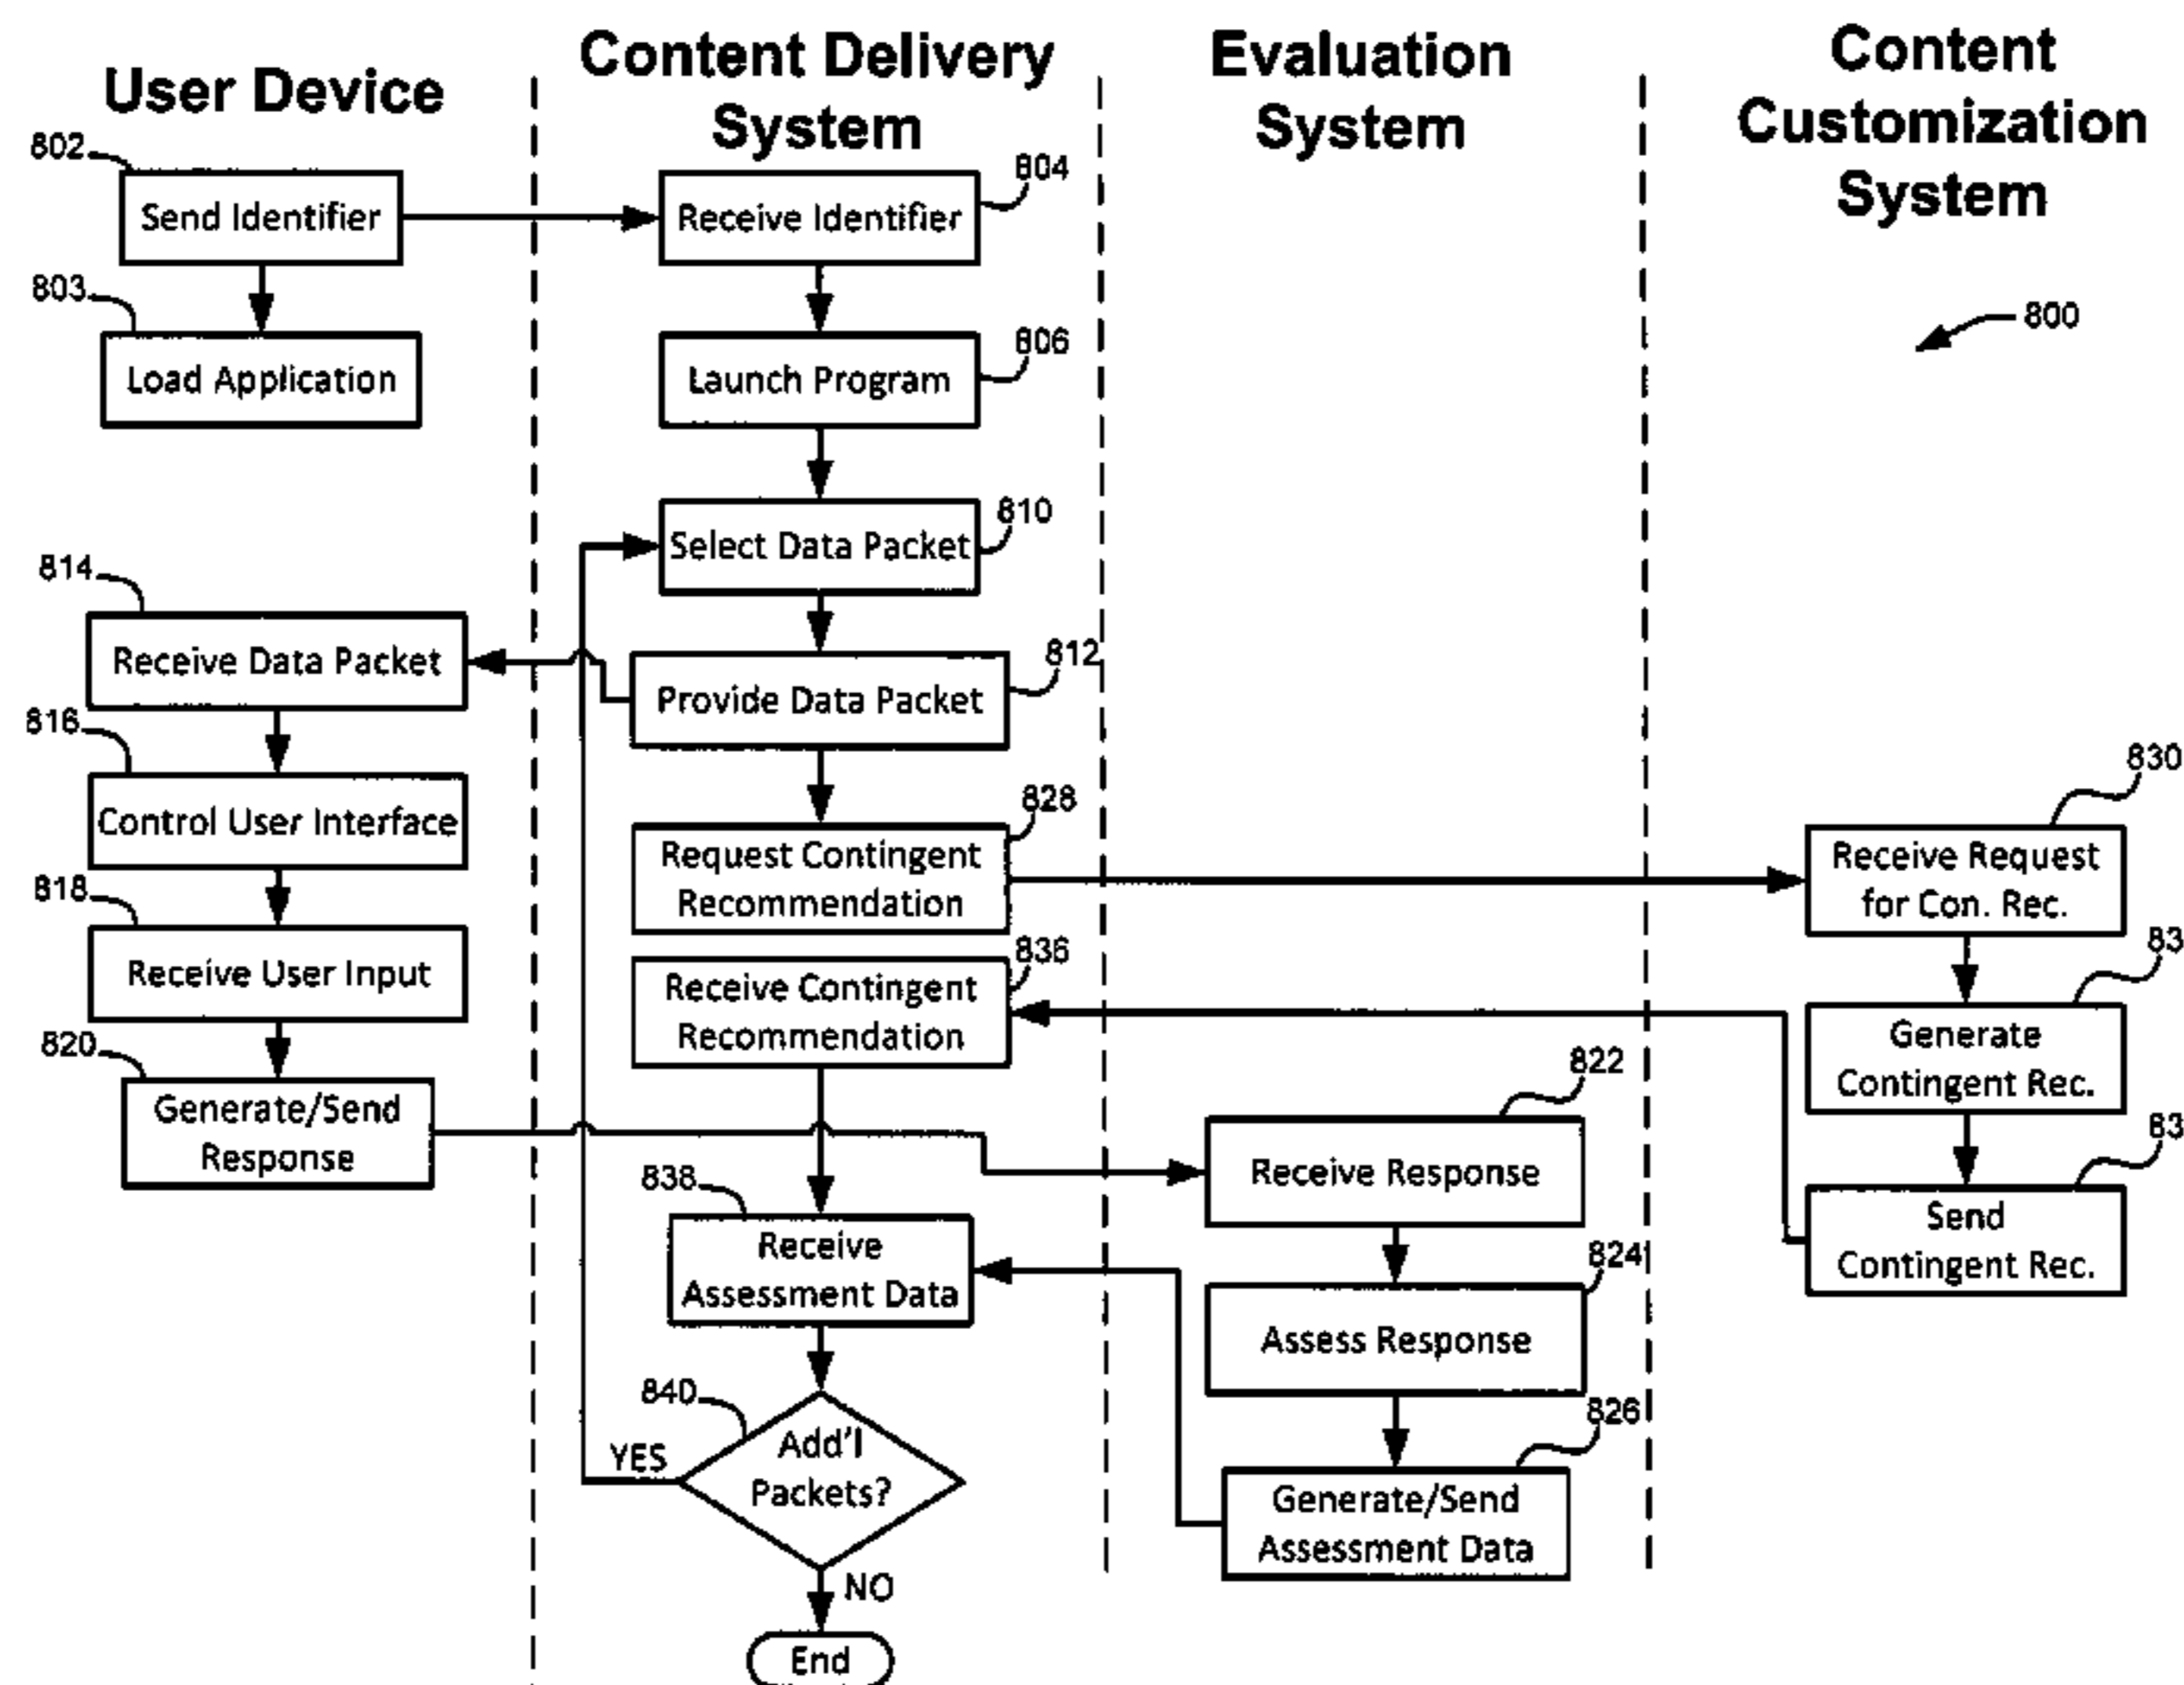 User Device
Content Delivery
System
Evaluation
System
Content
Customization
System
802
Send Identifier
804
Receive Identifier
803
Load Application
806
Launch Program
800
810
Select Data Packet
814
Receive Data Packet
812
Provide Data Packet
816
Control User Interface
828
Request Contingent
Recommendation
830
Receive Request
for Con. Rec.
818
Receive User Input
836
Receive Contingent
Recommendation
83
Generate
Contingent Rec.
820
Generate/Send
Response
822
Receive Response
83
Send
Contingent Rec.
838
Receive
Assessment Data
824
Assess Response
840
Add'l
Packets?
YES
NO
826
Generate/Send
Assessment Data
End